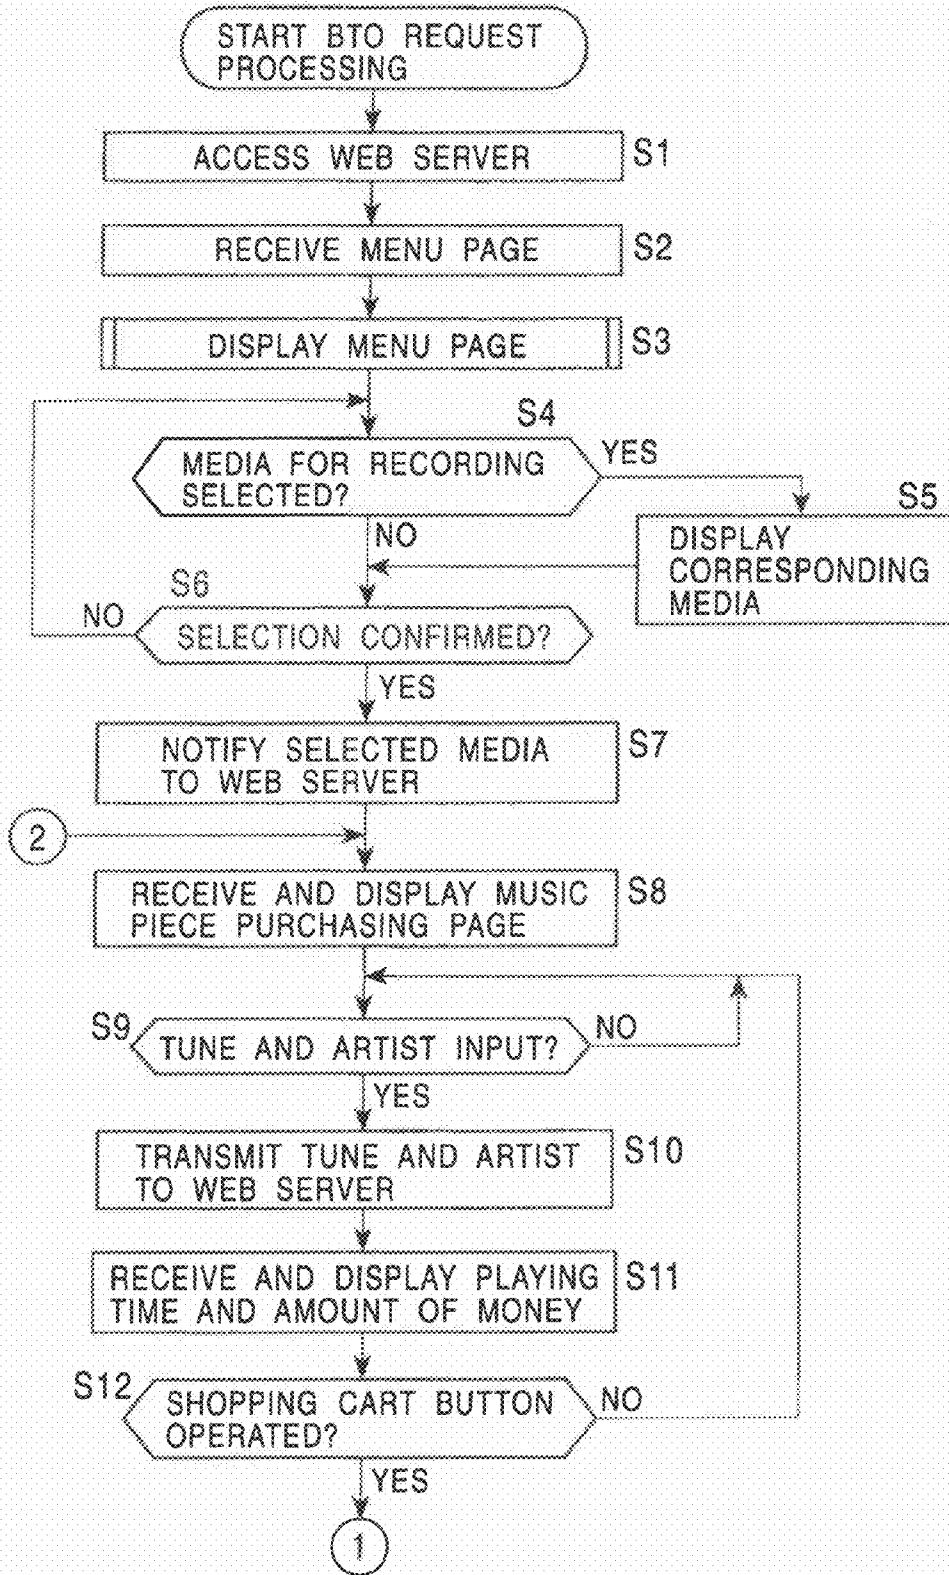 START BTO REQUEST
PROCESSING
ACCESS WEB SERVER
S1
RECEIVE MENU PAGE
S2
DISPLAY MENU PAGE
S3
S4
MEDIA FOR RECORDING
SELECTED?
YES
NO
S5
DISPLAY
CORRESPONDING
MEDIA
S6
NO
SELECTION CONFIRMED?
YES
NOTIFY SELECTED MEDIA
TO WEB SERVER
S7
2
RECEIVE AND DISPLAY MUSIC
PIECE PURCHASING PAGE
S8
S9
TUNE AND ARTIST INPUT?
NO
YES
TRANSMIT TUNE AND ARTIST
TO WEB SERVER
S10
RECEIVE AND DISPLAY PLAYING
TIME AND AMOUNT OF MONEY
S11
S12
SHOPPING CART BUTTON
OPERATED?
NO
YES
1